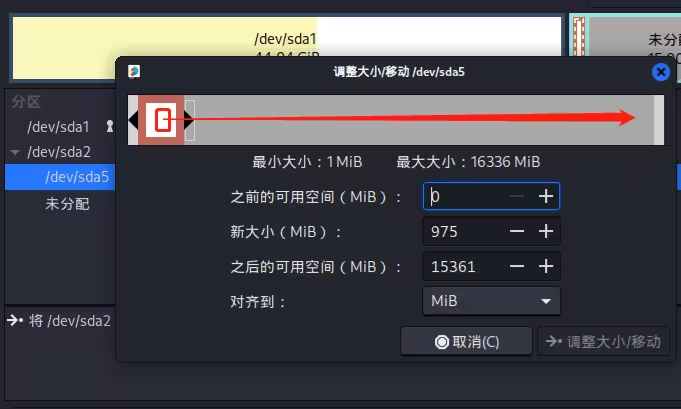 /dev/sda1
44.04 GiB
未分配
调整大小/移动 /dev/sda5
分区
/dev/sda1
/dev/sda2
/dev/sda5
未分配
最小大小：1 MiB 最大大小：16336 MiB
之前的可用空间（MiB）： 0
新大小（MiB）： 975
之后的可用空间（MiB）： 15361
对齐到： MiB
将 /dev/sda2
取消(C) 调整大小/移动